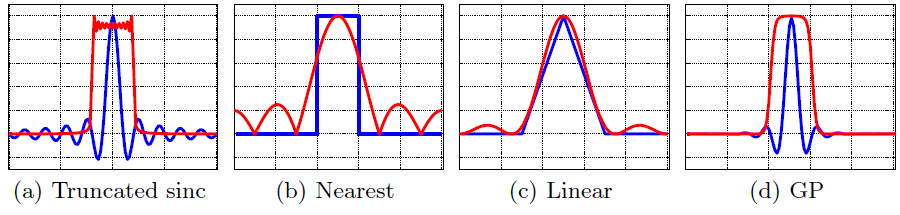 (a) Truncated sinc (b) Nearest (c) Linear (d) GP